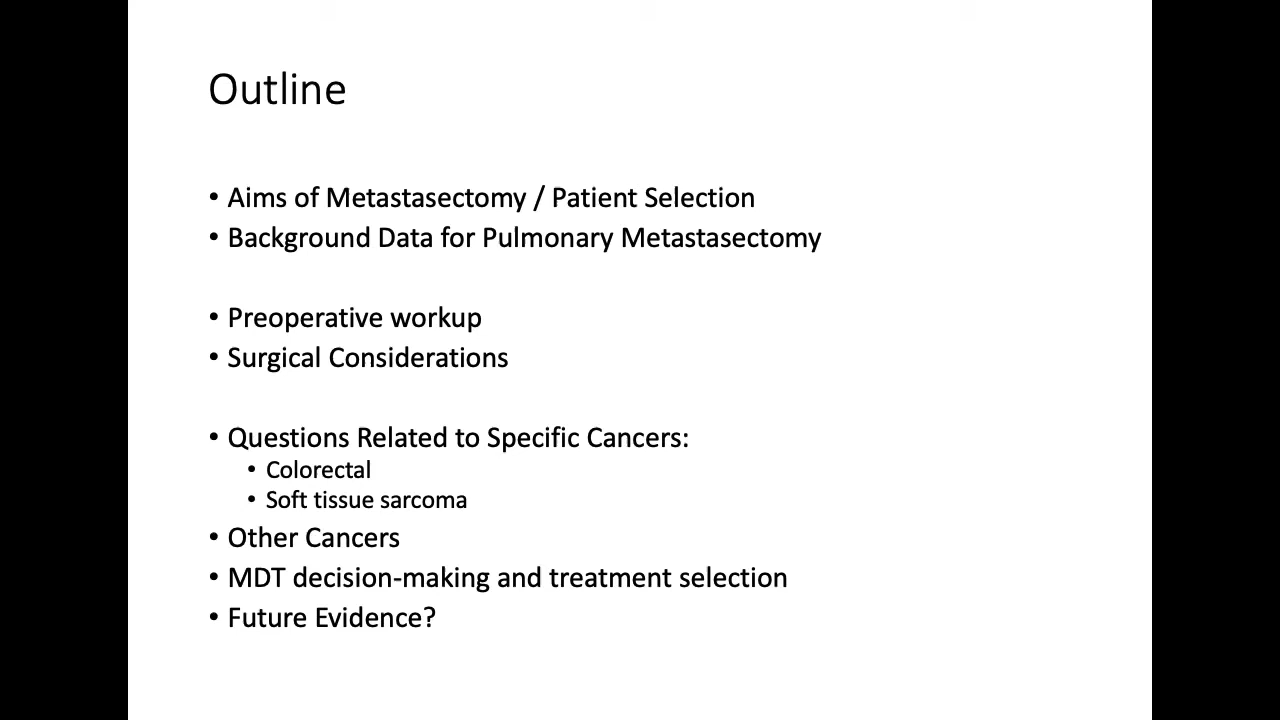 Outline
• Aims of Metastasectomy / Patient Selection
• Background Data for Pulmonary Metastasectomy
• Preoperative workup
• Surgical Considerations
• Questions Related to Specific Cancers:
• Colorectal
• Soft tissue sarcoma
• Other Cancers
• MDT decision-making and treatment selection
• Future Evidence?